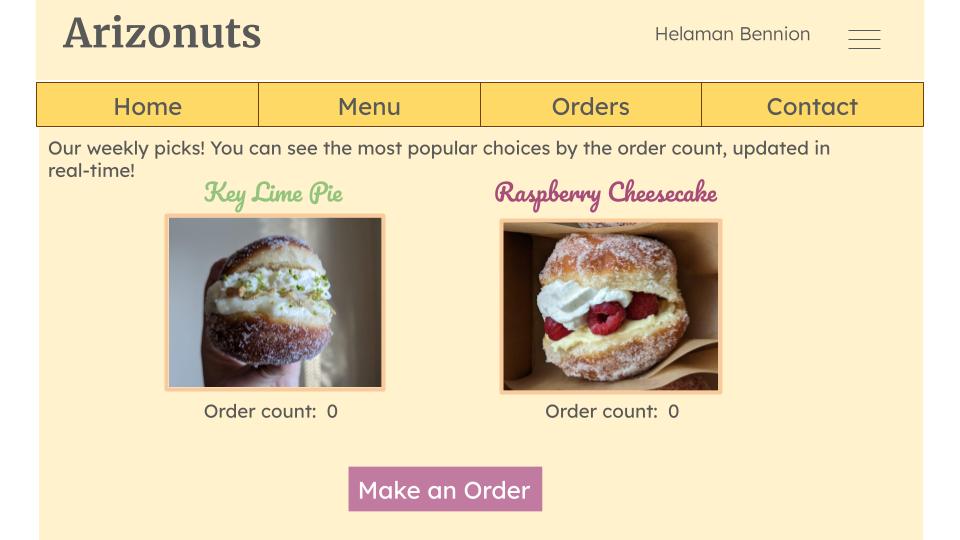 Arizonuts
Helaman Bennion
Home
Menu
Orders
Contact
Our weekly picks! You can see the most popular choices by the order count, updated in
real-time!
Key Lime Pie
Raspberry Cheesecake
Order count: 0
Order count: 0
Make an Order